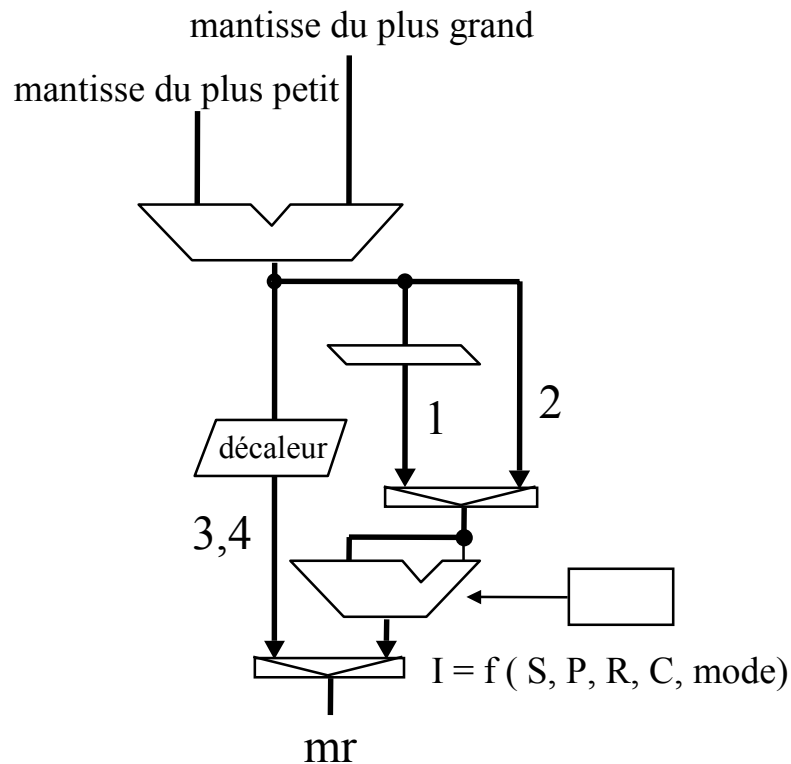 mantisse du plus grand
mantisse du plus petit
1
2
décaleur
3,4
I = f ( S, P, R, C, mode)
mr